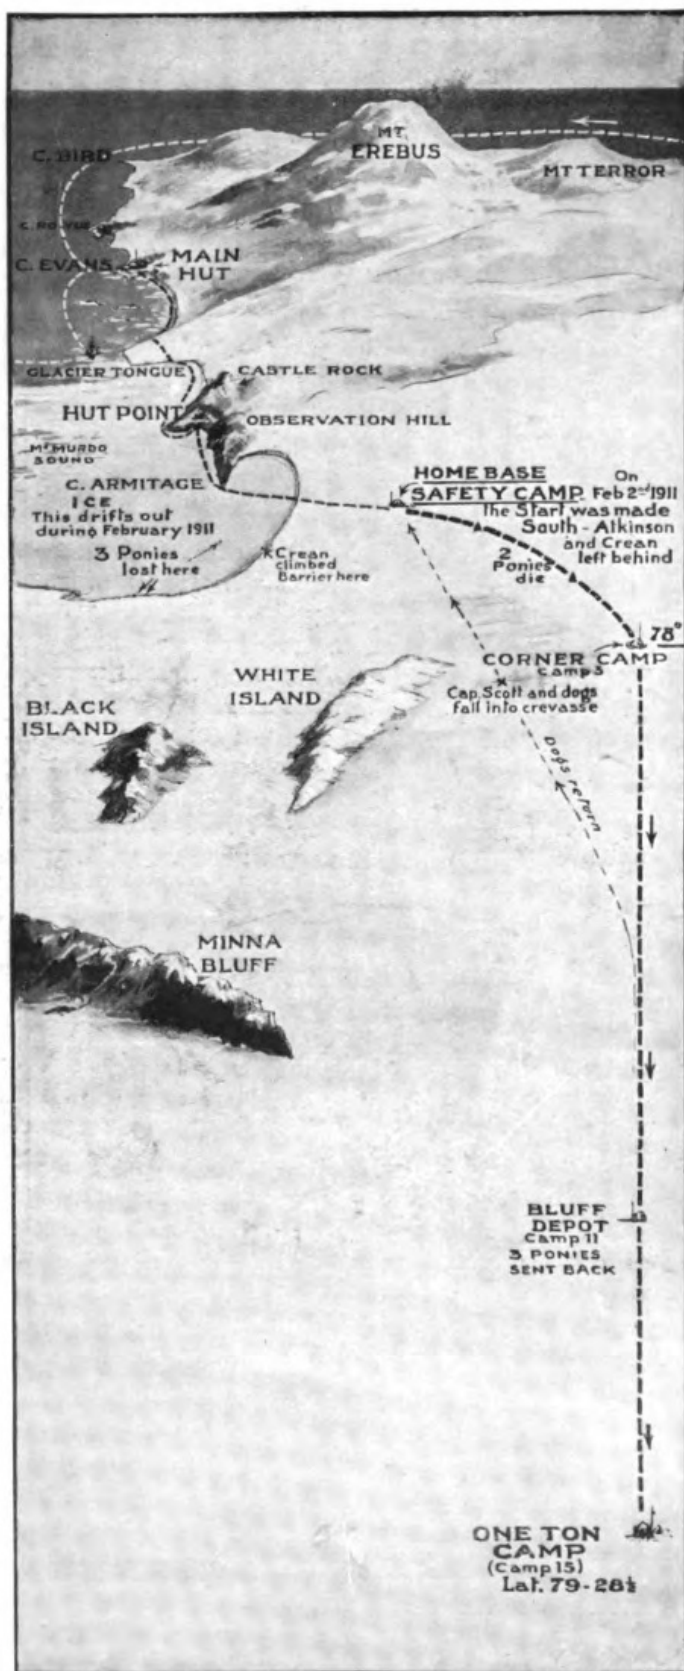 MT.
EREBUS
C. BIRD
MT TERROR
C. ROYDS
C. EVANS
MAIN
HUT
GLACIER TONGUE
CASTLE ROCK
HUT POINT
OBSERVATION HILL
McMURDO
SOUND
C. ARMITAGE
ICE
This drifts out
during February 1911
3 Ponies
lost here
Crean
climbed
Barrier here
HOME BASE
SAFETY CAMP
On
Feb 2nd 1911
the Start was made
South - Atkinson
and Crean
left behind
2
Ponies
die
78°
CORNER CAMP
Camp 5
Cap. Scott and dogs
fall into crevasse
WHITE
ISLAND
BLACK
ISLAND
Dogs return
MINNA
BLUFF
BLUFF
DEPOT
Camp 11
3 PONIES
SENT BACK
ONE TON
CAMP
(Camp 15)
Lat. 79-28½